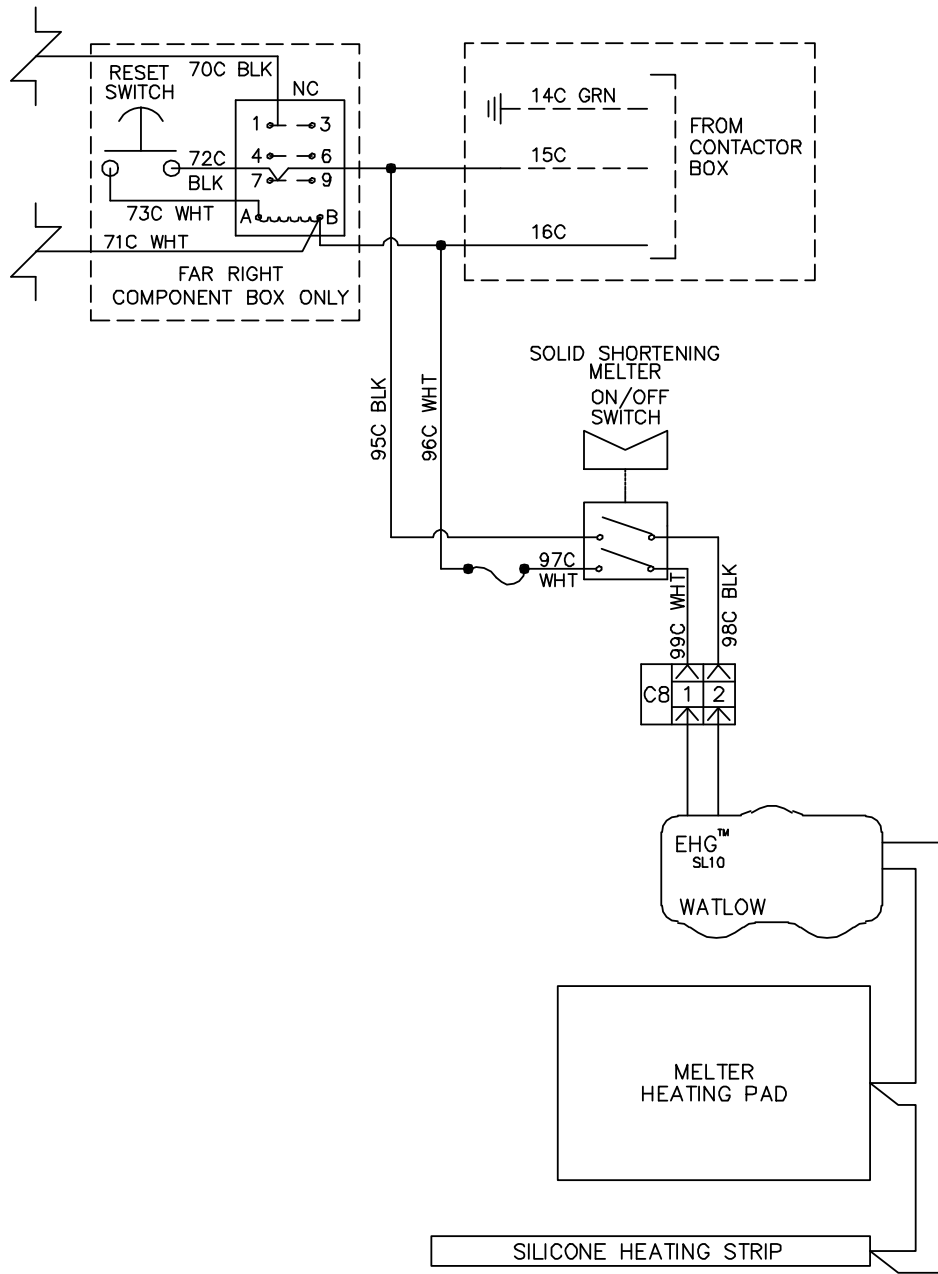 70C BLK
RESET
SWITCH
NC
1 3
4 6
7 9
72C
BLK
73C WHT
A B
71C WHT
FAR RIGHT
COMPONENT BOX ONLY
14C GRN
15C
16C
FROM
CONTACTOR
BOX
SOLID SHORTENING
MELTER
ON/OFF
SWITCH
95C BLK
96C WHT
97C
WHT
99C WHT
98C BLK
C8 1 2
EHG™
SL10
WATLOW
MELTER
HEATING PAD
SILICONE HEATING STRIP